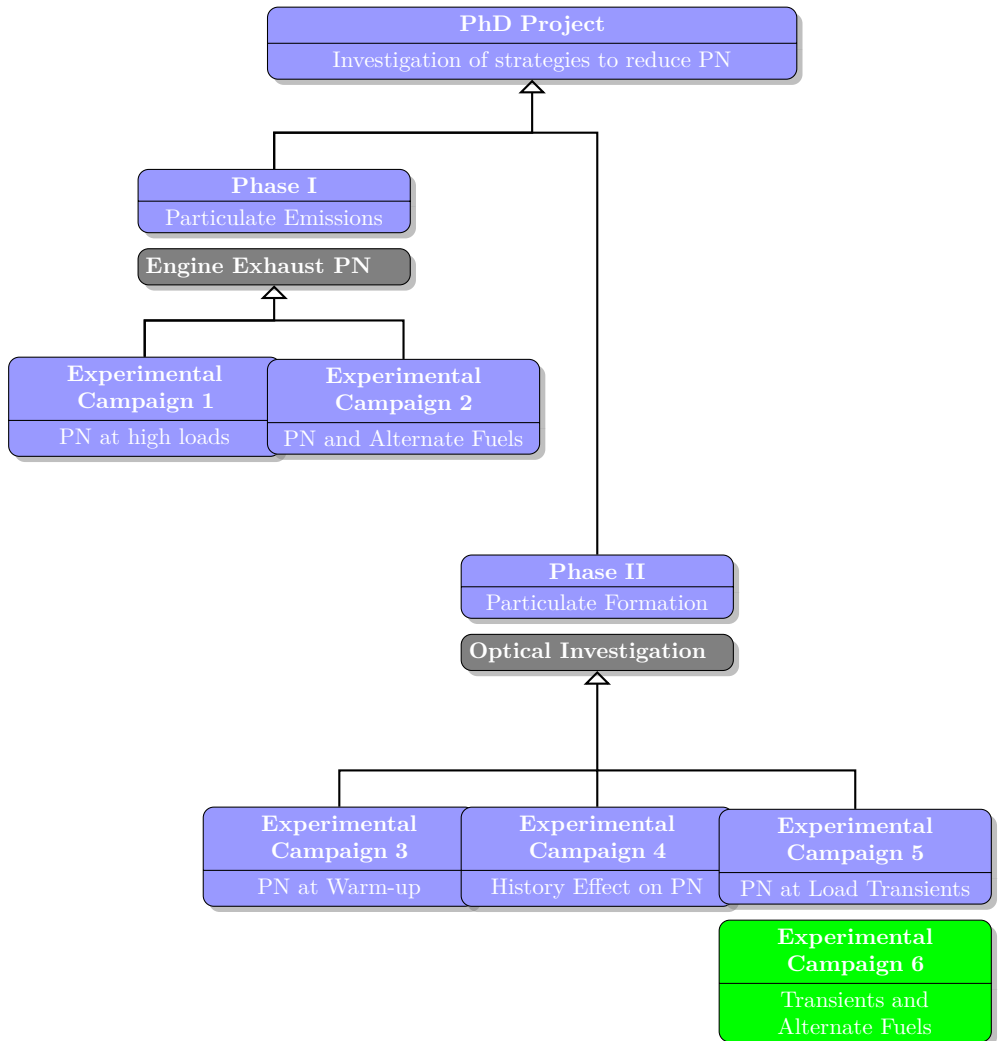 PhD Project
Investigation of strategies to reduce PN
Phase I
Particulate Emissions
Engine Exhaust PN
Experimental
Campaign 1
PN at high loads
Experimental
Campaign 2
PN and Alternate Fuels
Phase II
Particulate Formation
Optical Investigation
Experimental
Campaign 3
PN at Warm-up
Experimental
Campaign 4
History Effect on PN
Experimental
Campaign 5
PN at Load Transients
Experimental
Campaign 6
Transients and
Alternate Fuels